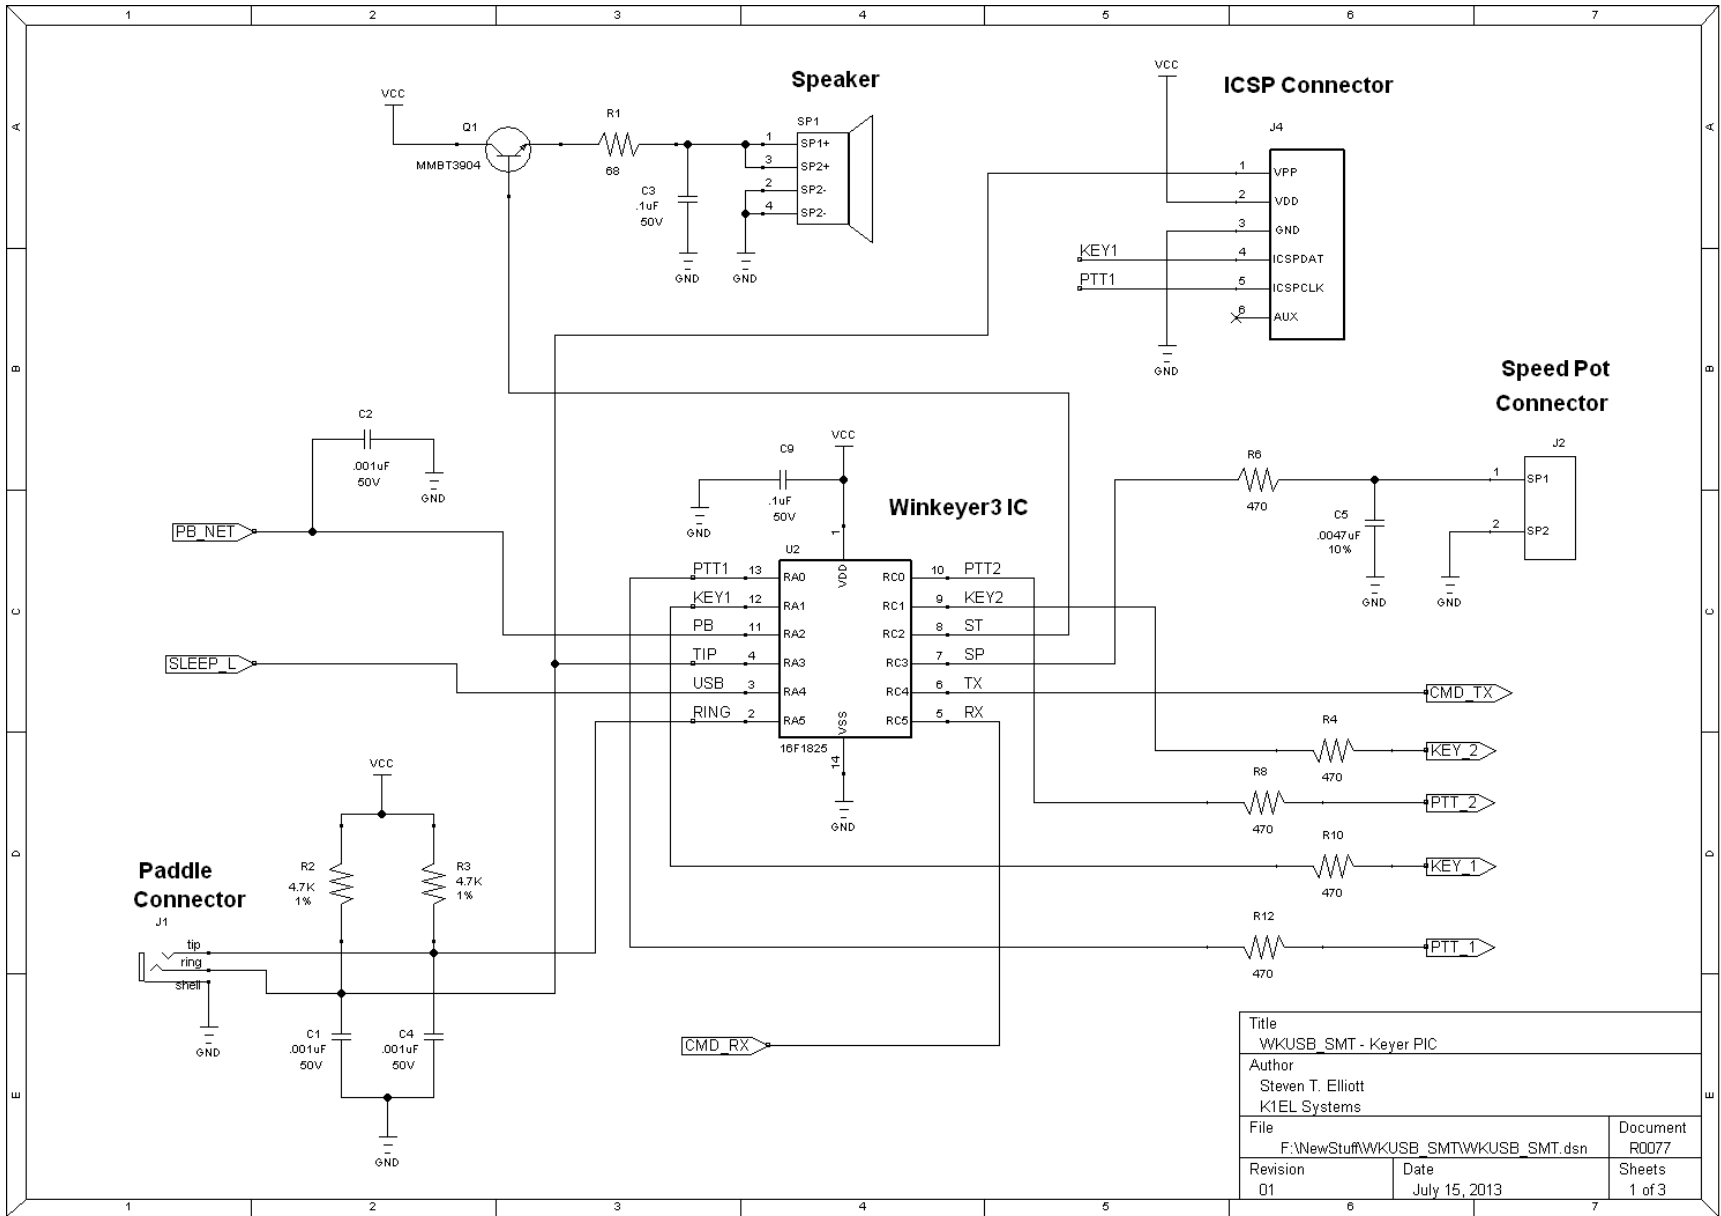 1 2 3 4 5 6 7
A
B
C
D
E
Speaker
VCC
Q1
MMBT3904
R1
68
C3
.1uF
50V
GND
GND
SP1
1 SP1+
3 SP2+
2 SP2-
4 SP2-
ICSP Connector
VCC
J4
1 VPP
2 VDD
3 GND
KEY1 4 ICSPDAT
PTT1 5 ICSPCLK
6 AUX
GND
Speed Pot
Connector
J2
R6
470
1 SP1
C5
.0047uF
10%
2 SP2
GND
GND
C2
.001uF
50V
GND
PB_NET
SLEEP_L
VCC
C9
.1uF
50V
GND
Winkeyer3 IC
U2
1
VDD
PTT1 13 RA0 RC0 10 PTT2
KEY1 12 RA1 RC1 9 KEY2
PB 11 RA2 RC2 8 ST
TIP 4 RA3 RC3 7 SP
USB 3 RA4 RC4 6 TX
RING 2 RA5 RC5 5 RX
VSS
16F1825
14
GND
CMD_TX
R4
470
KEY_2
R8
470
PTT_2
R10
470
KEY_1
R12
470
PTT_1
VCC
R2
4.7K
1%
R3
4.7K
1%
Paddle
Connector
J1
tip
ring
shell
GND
C1
.001uF
50V
C4
.001uF
50V
GND
CMD_RX
Title
WKUSB_SMT - Keyer PIC
Author
Steven T. Elliott
K1EL Systems
File
F:\NewStuff\WKUSB_SMT\WKUSB_SMT.dsn
Document
R0077
Revision
01
Date
July 15, 2013
Sheets
1 of 3
A
B
C
D
E
1 2 3 4 5 6 7